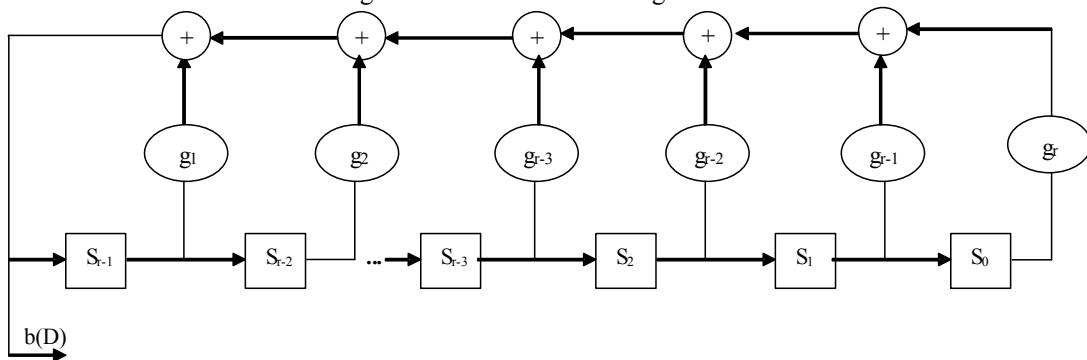 + + + + +
g1 g2 gr-3 gr-2 gr-1 gr
Sr-1 Sr-2 ... Sr-3 S2 S1 S0
b(D)